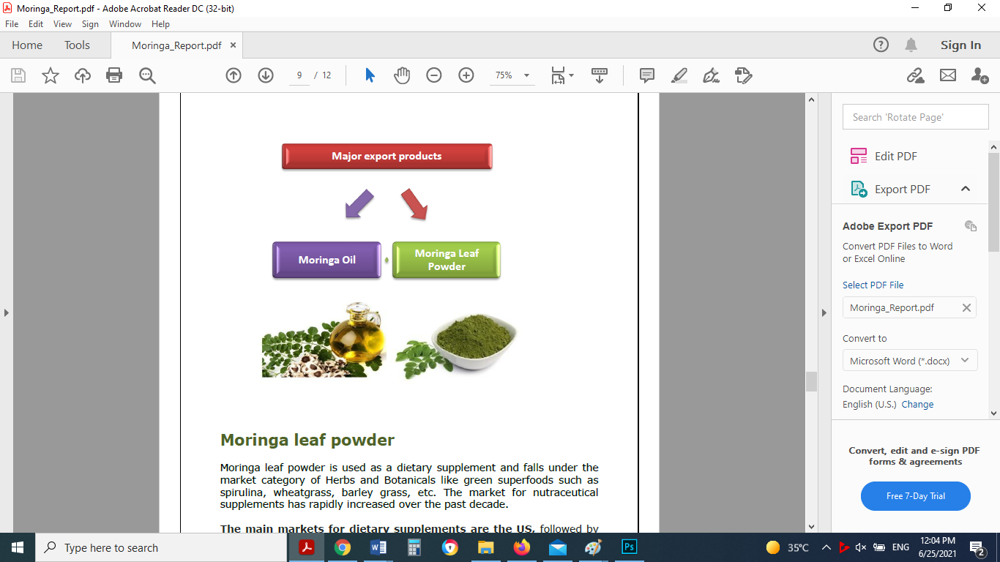 Moringa_Report.pdf - Adobe Acrobat Reader DC (32-bit)
File Edit View Sign Window Help
Home Tools Moringa_Report.pdf × Sign In
9 / 12 75%
Major export products
Moringa Oil
Moringa Leaf
Powder
Moringa leaf powder
Moringa leaf powder is used as a dietary supplement and falls under the
market category of Herbs and Botanicals like green superfoods such as
spirulina, wheatgrass, barley grass, etc. The market for nutraceutical
supplements has rapidly increased over the past decade.
The main markets for dietary supplements are the US, followed by
Search 'Rotate Page'
Edit PDF
Export PDF
Adobe Export PDF
Convert PDF Files to Word
or Excel Online
Select PDF File
Moringa_Report.pdf
Convert to
Microsoft Word (*.docx)
Document Language:
English (U.S.) Change
Convert, edit and e-sign PDF
forms & agreements
Free 7-Day Trial
Type here to search
W
Ps
35°C
ENG
12:04 PM
6/25/2021
2